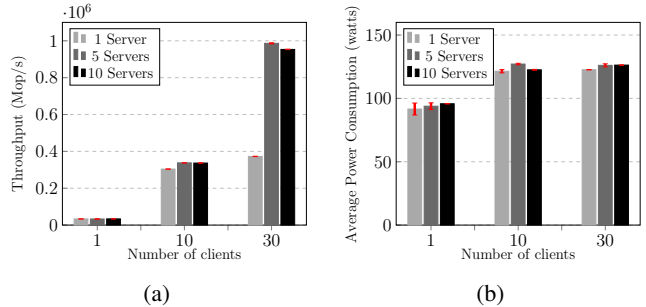 ·10⁶
1 Server
5 Servers
10 Servers
1
0.8
0.6
0.4
0.2
0
Throughput (Mop/s)
1 10 30
Number of clients
(a)
1 Server
5 Servers
10 Servers
150
100
50
0
Average Power Consumption (watts)
1 10 30
Number of clients
(b)